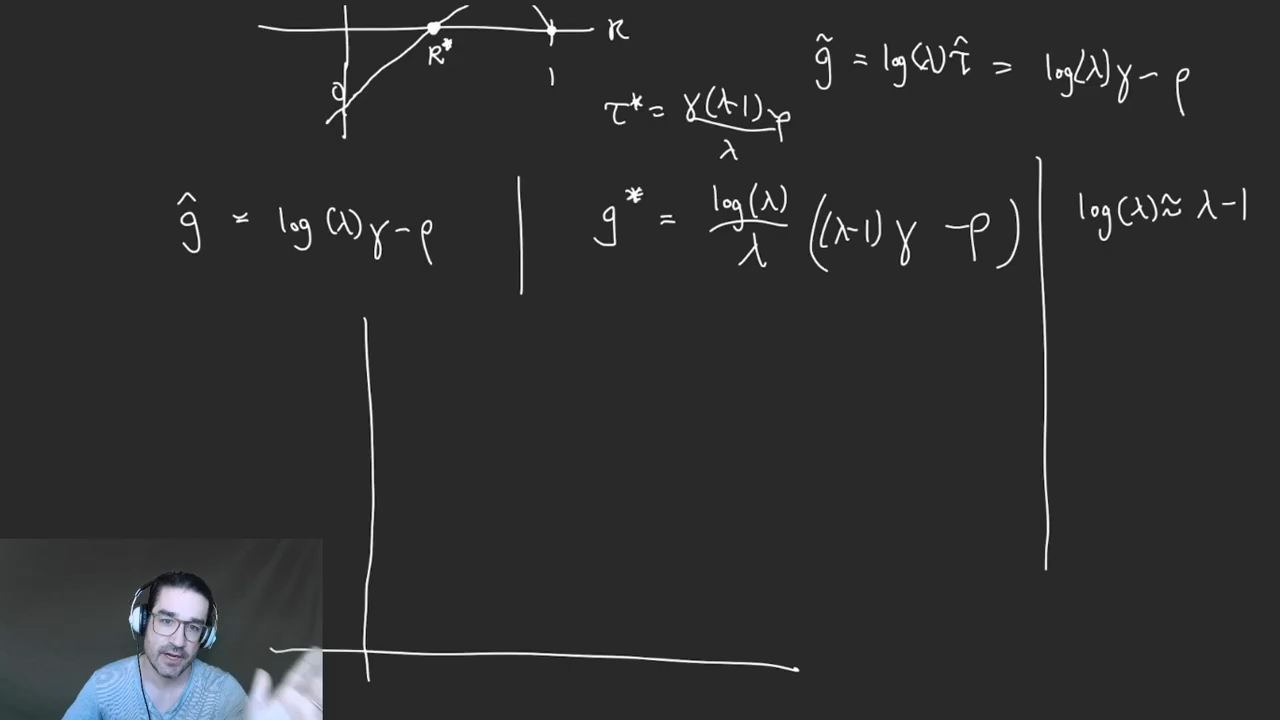 R
R*
0
1
g̃ = log(λ)τ̂ = log(λ)γ − ρ
τ* = γ(λ-1)-ρ / λ
ĝ = log(λ)γ − ρ
g* = log(λ)/λ ((λ-1)γ − ρ)
log(λ) ≈ λ-1